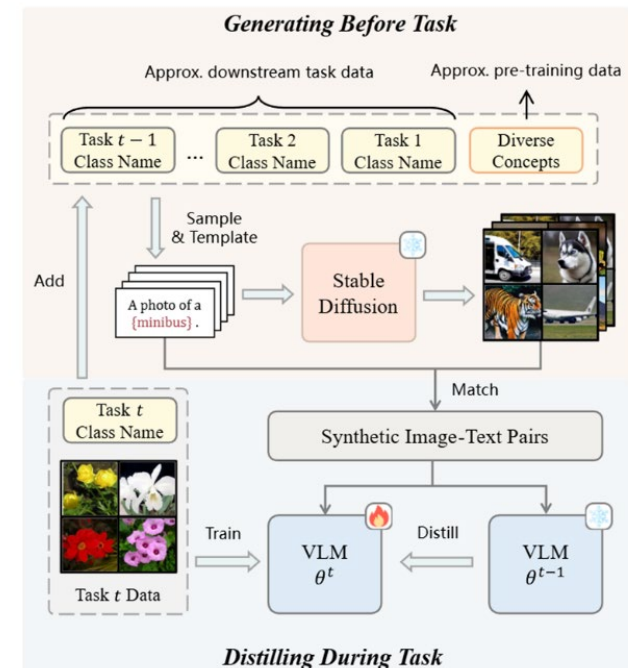 Generating Before Task
Approx. downstream task data
Approx. pre-training data
Task t − 1
Class Name
...
Task 2
Class Name
Task 1
Class Name
Diverse
Concepts
Add
Sample
& Template
A photo of a
{minibus} .
Stable
Diffusion
Match
Task t
Class Name
Synthetic Image-Text Pairs
Train
VLM
θᵗ
Distill
VLM
θᵗ⁻¹
Task t Data
Distilling During Task